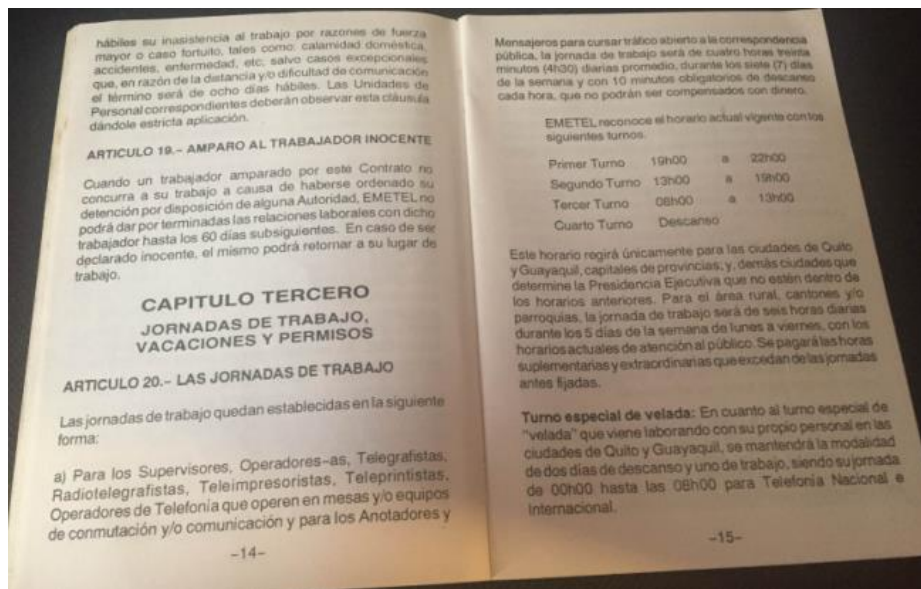 hábiles su inasistencia al trabajo por razones de fuerza
mayor o caso fortuito, tales como, calamidad doméstica,
accidentes, enfermedad, etc, salvo casos excepcionales
que, en razón de la distancia y/o dificultad de comunicación
el término será de ocho días hábiles. Las Unidades de
Personal correspondientes deberán observar esta cláusula
dándole estricta aplicación.
ARTICULO 19.- AMPARO AL TRABAJADOR INOCENTE
Cuando un trabajador amparado por este Contrato no
concurra a su trabajo a causa de haberse ordenado su
detención por disposición de alguna Autoridad, EMETEL no
podrá dar por terminadas las relaciones laborales con dicho
trabajador hasta los 60 días subsiguientes. En caso de ser
declarado inocente, el mismo podrá retornar a su lugar de
trabajo.
CAPITULO TERCERO
JORNADAS DE TRABAJO,
VACACIONES Y PERMISOS
ARTICULO 20.- LAS JORNADAS DE TRABAJO
Las jornadas de trabajo quedan establecidas en la siguiente
forma:
a) Para los Supervisores, Operadores-as, Telegrafistas,
Radiotelegrafistas, Teleimpresoristas, Teleprintistas,
Operadores de Telefonía que operen en mesas y/o equipos
de conmutación y/o comunicación y para los Anotadores y
-14-
Mensajeros para cursar tráfico abierto a la correspondencia
pública, la jornada de trabajo será de cuatro horas treinta
minutos (4h30) diarias promedio, durante los siete (7) días
de la semana y con 10 minutos obligatorios de descanso
cada hora, que no podrán ser compensados con dinero.
EMETEL reconoce el horario actual vigente con los
siguientes turnos.
Primer Turno 19h00 a 22h00
Segundo Turno 13h00 a 19h00
Tercer Turno 08h00 a 13h00
Cuarto Turno Descanso
Este horario regirá únicamente para las ciudades de Quito
y Guayaquil, capitales de provincias; y, demás ciudades que
determine la Presidencia Ejecutiva que no estén dentro de
los horarios anteriores. Para el área rural, cantones y/o
parroquias, la jornada de trabajo será de seis horas diarias
durante los 5 días de la semana de lunes a viernes, con los
horarios actuales de atención al público. Se pagará las horas
suplementarias y extraordinarias que excedan de las jornadas
antes fijadas.
Turno especial de velada: En cuanto al turno especial de
"velada" que viene laborando con su propio personal en las
ciudades de Quito y Guayaquil, se mantendrá la modalidad
de dos días de descanso y uno de trabajo, siendo su jornada
de 00h00 hasta las 08h00 para Telefonía Nacional e
Internacional.
-15-